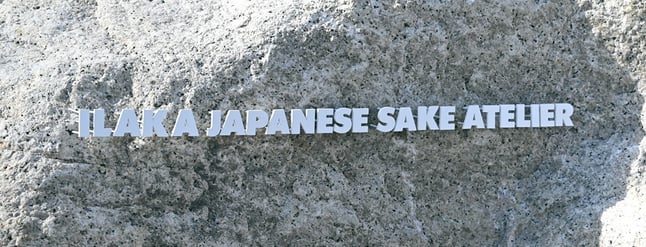 ILAKA JAPANESE SAKE ATELIER